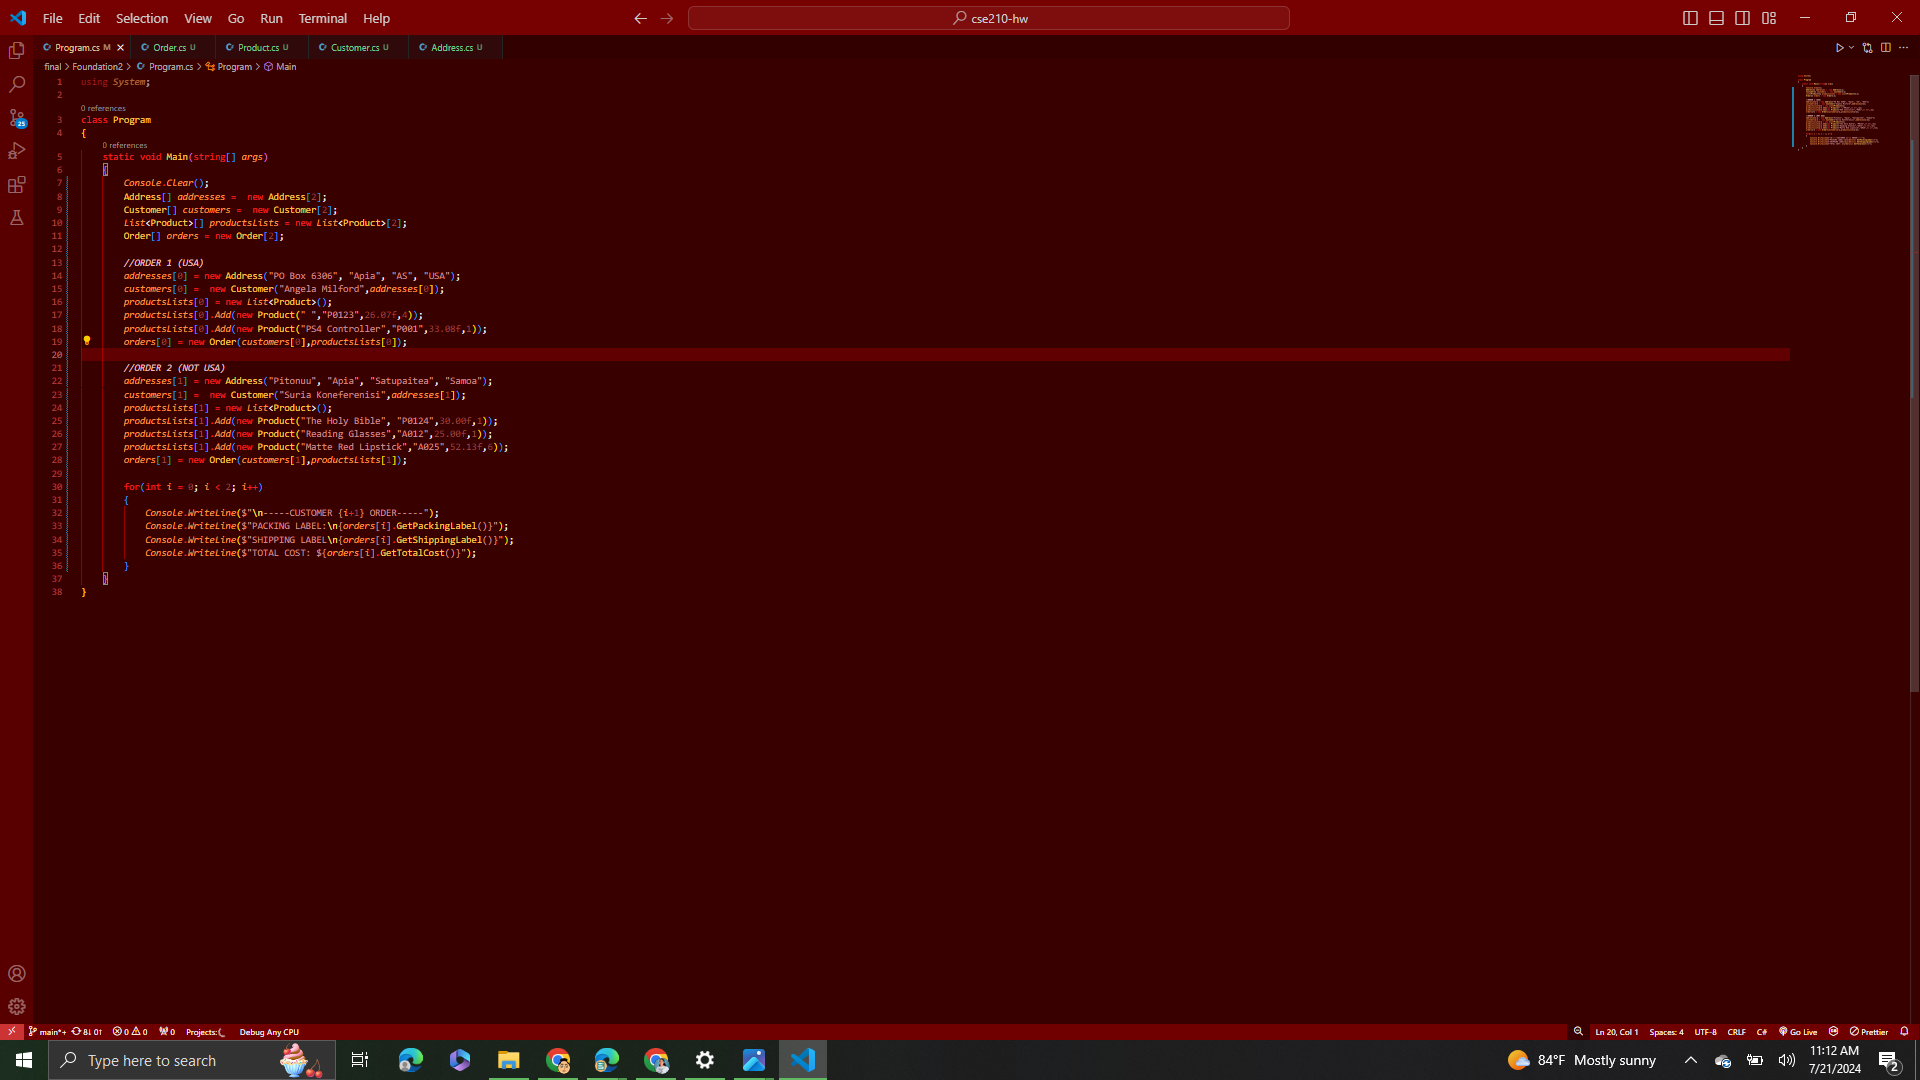 File Edit Selection View Go Run Terminal Help
cse210-hw
Program.cs M
Order.cs U
Product.cs U
Customer.cs U
Address.cs U
final > Foundation2 > Program.cs > Program > Main
1 using System;
2
0 references
3 class Program
4 {
0 references
5 static void Main(string[] args)
6 {
7 Console.Clear();
8 Address[] addresses =  new Address[2];
9 Customer[] customers =  new Customer[2];
10 List<Product>[] productsLists = new List<Product>[2];
11 Order[] orders = new Order[2];
12
13 //ORDER 1 (USA)
14 addresses[0] = new Address("PO Box 6306", "Apia", "AS", "USA");
15 customers[0] =  new Customer("Angela Milford",addresses[0]);
16 productsLists[0] = new List<Product>();
17 productsLists[0].Add(new Product(" ","P0123",26.07f,4));
18 productsLists[0].Add(new Product("PS4 Controller","P001",33.08f,1));
19 orders[0] = new Order(customers[0],productsLists[0]);
20
21 //ORDER 2 (NOT USA)
22 addresses[1] = new Address("Pitonuu", "Apia", "Satupaitea", "Samoa");
23 customers[1] =  new Customer("Suria Koneferenisi",addresses[1]);
24 productsLists[1] = new List<Product>();
25 productsLists[1].Add(new Product("The Holy Bible", "P0124",30.00f,1));
26 productsLists[1].Add(new Product("Reading Glasses","A012",25.00f,1));
27 productsLists[1].Add(new Product("Matte Red Lipstick","A025",52.13f,6));
28 orders[1] = new Order(customers[1],productsLists[1]);
29
30 for(int i = 0; i < 2; i++)
31 {
32 Console.WriteLine($"\n-----CUSTOMER {i+1} ORDER-----");
33 Console.WriteLine($"PACKING LABEL:\n{orders[i].GetPackingLabel()}");
34 Console.WriteLine($"SHIPPING LABEL\n{orders[i].GetShippingLabel()}");
35 Console.WriteLine($"TOTAL COST: ${orders[i].GetTotalCost()}");
36 }
37 }
38 }
25
main*+ 8↓ 0↑ 0 0 0 Projects: Debug Any CPU
Ln 20, Col 1 Spaces: 4 UTF-8 CRLF C# Go Live Prettier
Type here to search
84°F Mostly sunny
11:12 AM
7/21/2024
2